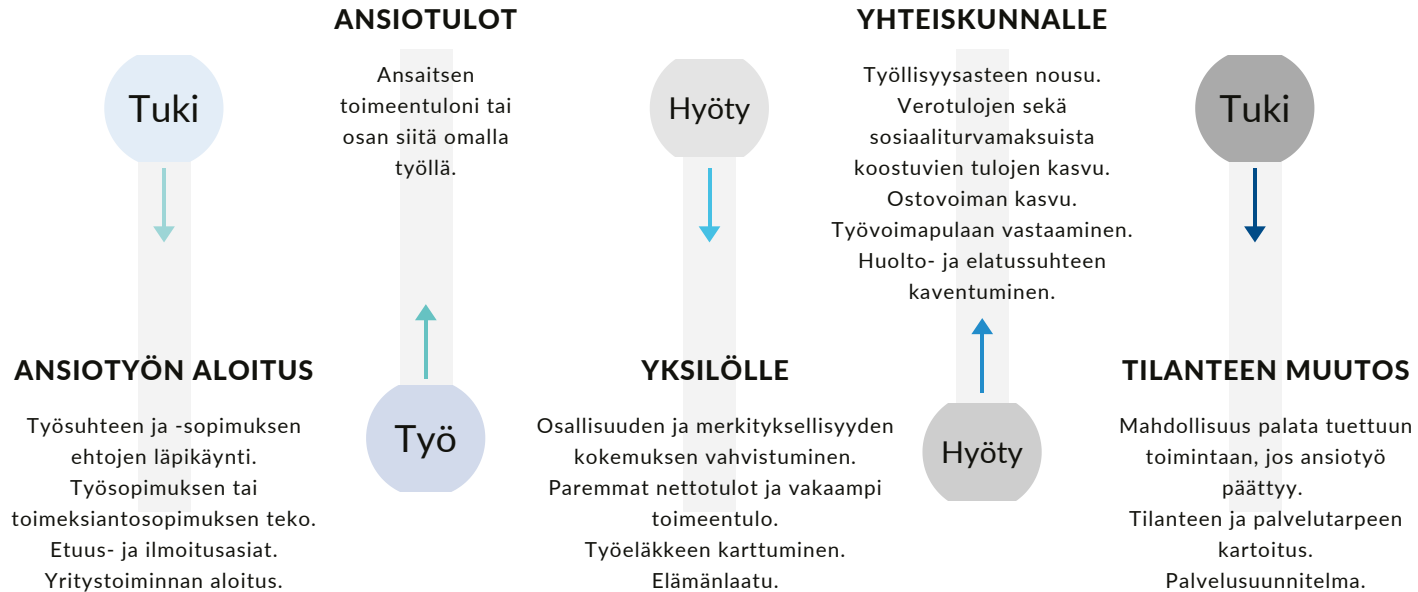 Tuki
ANSIOTYÖN ALOITUS
Työsuhteen ja -sopimuksen
ehtojen läpikäynti.
Työsopimuksen tai
toimeksiantosopimuksen teko.
Etuus- ja ilmoitusasiat.
Yritystoiminnan aloitus.
ANSIOTULOT
Ansaitsen
toimeentuloni tai
osan siitä omalla
työllä.
Työ
Hyöty
YKSILÖLLE
Osallisuuden ja merkityksellisyyden
kokemuksen vahvistuminen.
Paremmat nettotulot ja vakaampi
toimeentulo.
Työeläkkeen karttuminen.
Elämänlaatu.
YHTEISKUNNALLE
Työllisyysasteen nousu.
Verotulojen sekä
sosiaaliturvamaksuista
koostuvien tulojen kasvu.
Ostovoiman kasvu.
Työvoimapulaan vastaaminen.
Huolto- ja elatussuhteen
kaventuminen.
Hyöty
Tuki
TILANTEEN MUUTOS
Mahdollisuus palata tuettuun
toimintaan, jos ansiotyö
päättyy.
Tilanteen ja palvelutarpeen
kartoitus.
Palvelusuunnitelma.